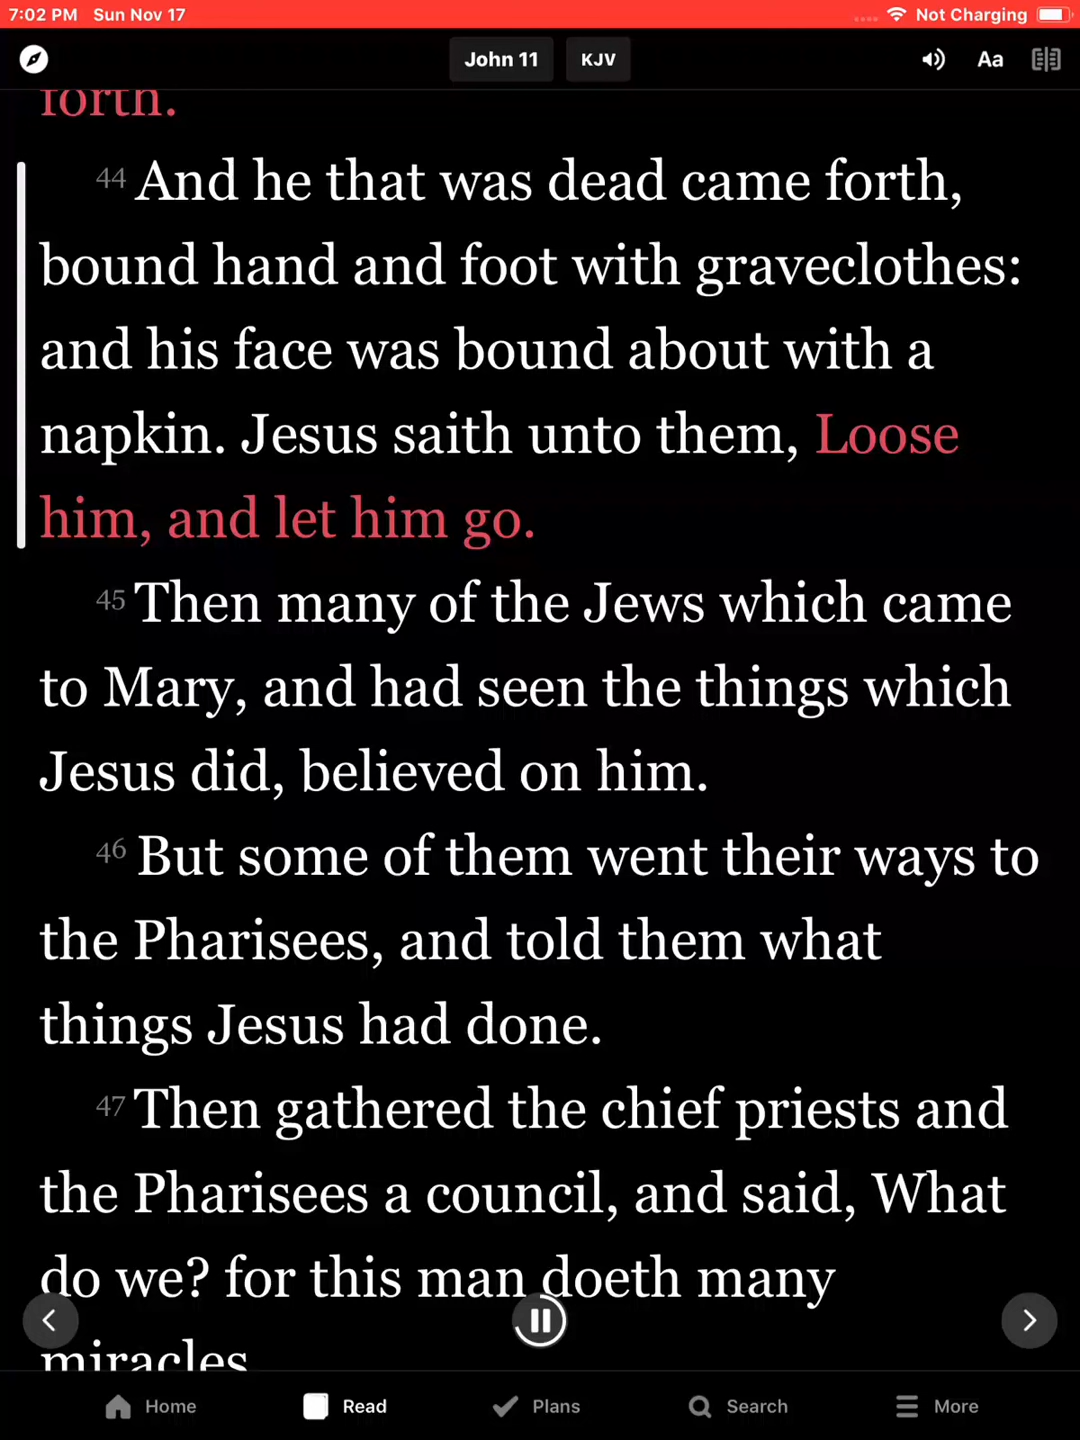 7:02 PM Sun Nov 17 Not Charging
John 11 KJV Aa
forth.
44 And he that was dead came forth,
bound hand and foot with graveclothes:
and his face was bound about with a
napkin. Jesus saith unto them, Loose
him, and let him go.
45 Then many of the Jews which came
to Mary, and had seen the things which
Jesus did, believed on him.
46 But some of them went their ways to
the Pharisees, and told them what
things Jesus had done.
47 Then gathered the chief priests and
the Pharisees a council, and said, What
do we? for this man doeth many
miracles
Home Read Plans Search More